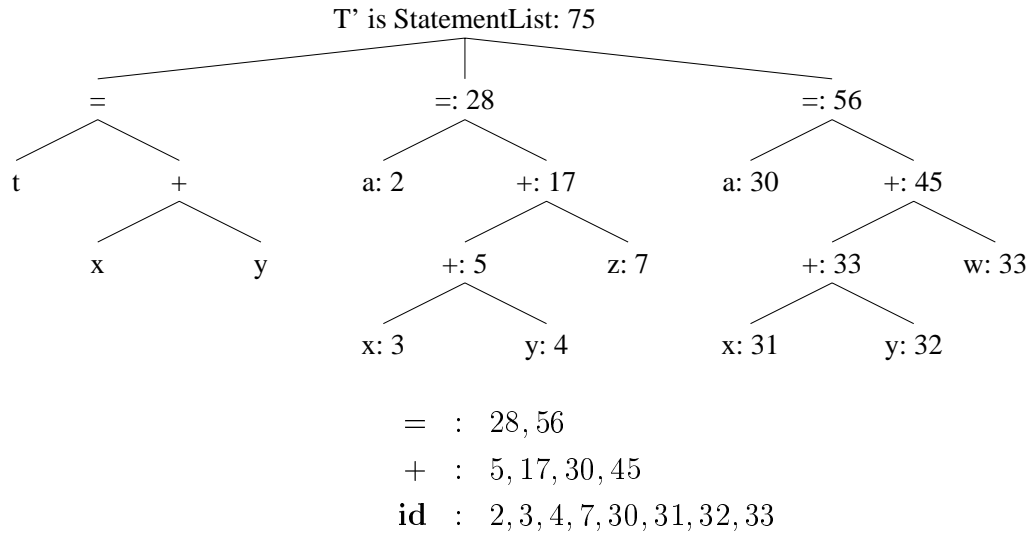 T’ is StatementList: 75
= =: 28 =: 56
t + a: 2 +: 17 a: 30 +: 45
x y +: 5 z: 7 +: 33 w: 33
x: 3 y: 4 x: 31 y: 32
= : 28, 56
+ : 5, 17, 30, 45
id : 2, 3, 4, 7, 30, 31, 32, 33